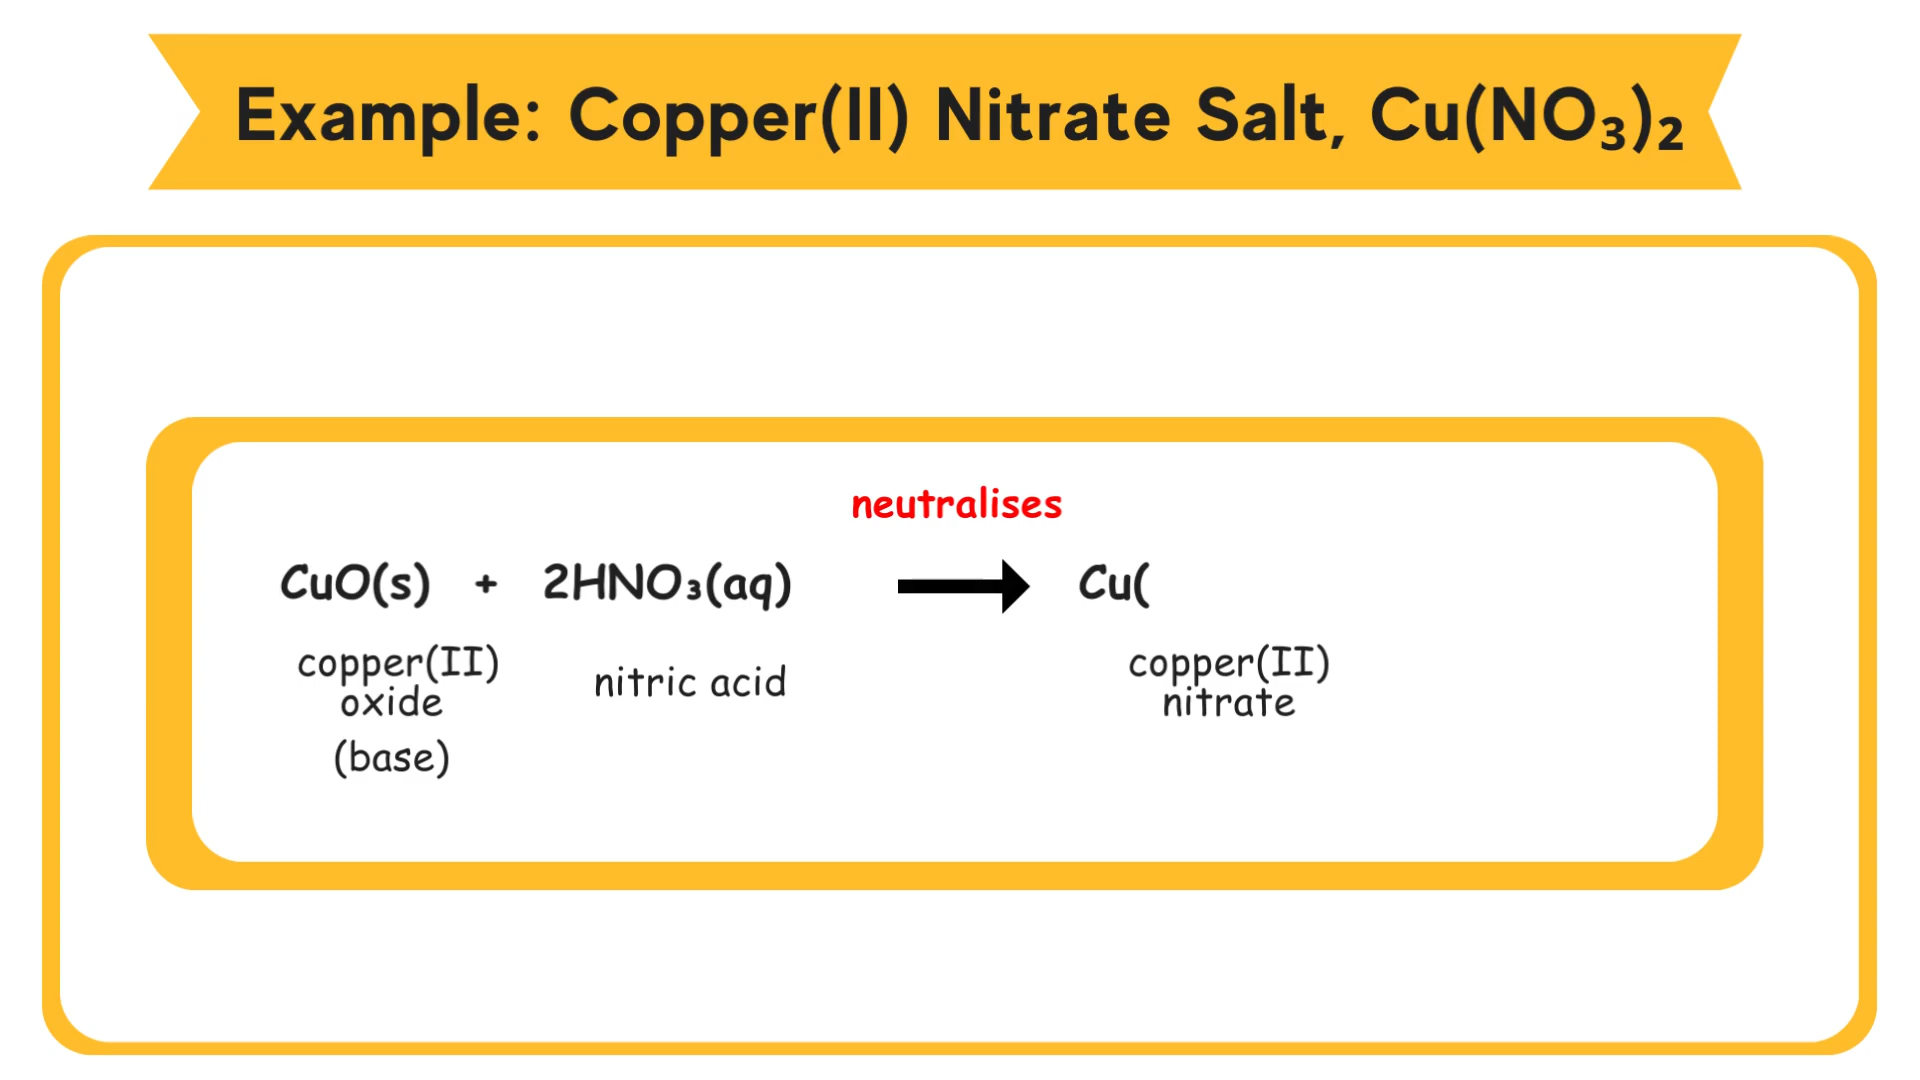 Example: Copper(II) Nitrate Salt, Cu(NO₃)₂
neutralises
CuO(s) + 2HNO₃(aq) → Cu(
copper(II)
oxide
(base)
nitric acid
copper(II)
nitrate